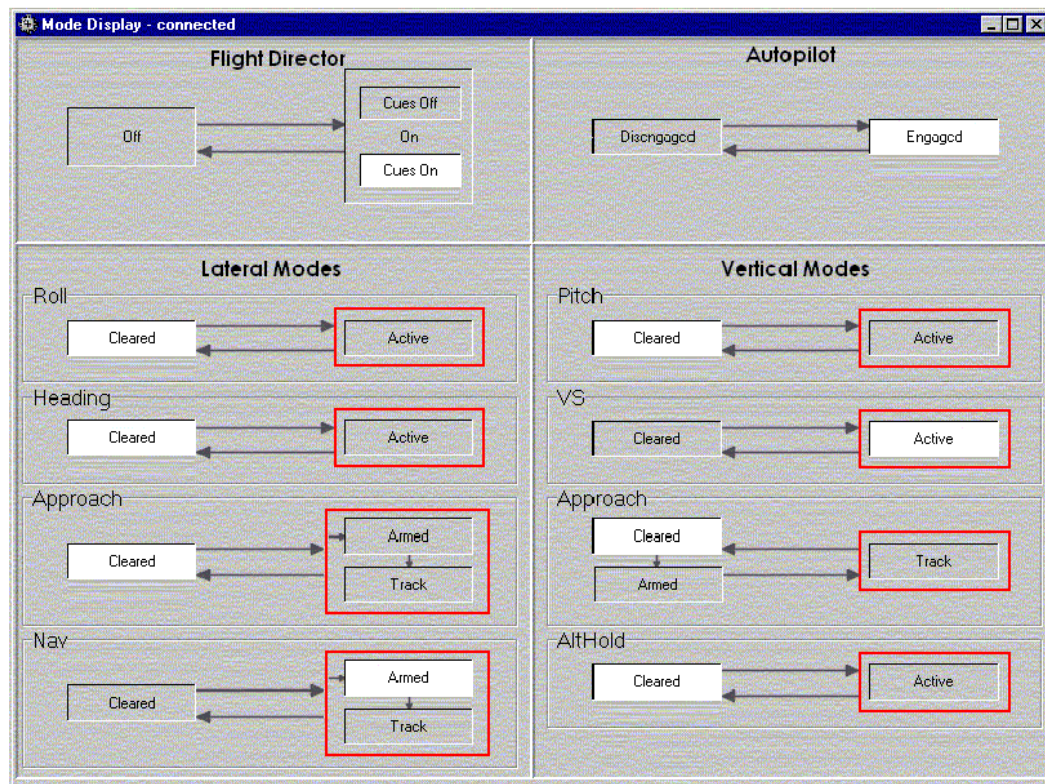 Mode Display - connected
Flight Director
Off
Cues Off
On
Cues On
Autopilot
Disengaged
Engaged
Lateral Modes
Roll
Cleared
Active
Heading
Cleared
Active
Approach
Cleared
Armed
Track
Nav
Cleared
Armed
Track
Vertical Modes
Pitch
Cleared
Active
VS
Cleared
Active
Approach
Cleared
Armed
Track
AltHold
Cleared
Active